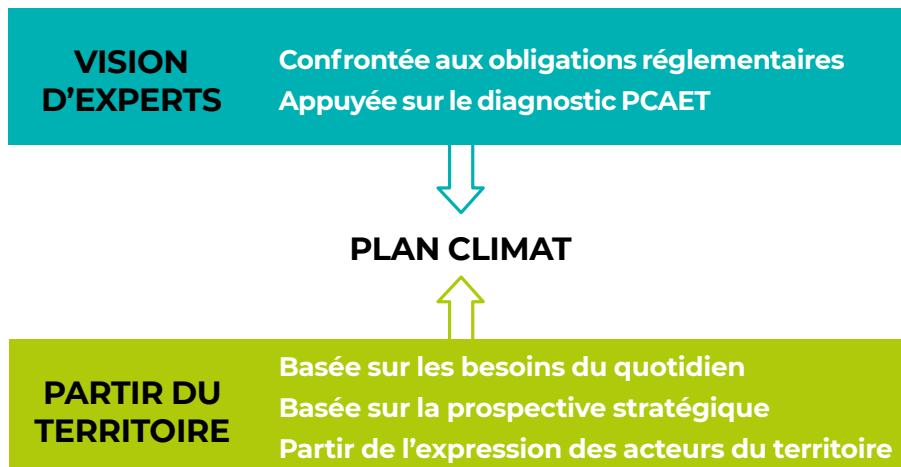 VISION
D’EXPERTS
Confrontée aux obligations réglementaires
Appuyée sur le diagnostic PCAET
PLAN CLIMAT
PARTIR DU
TERRITOIRE
Basée sur les besoins du quotidien
Basée sur la prospective stratégique
Partir de l’expression des acteurs du territoire